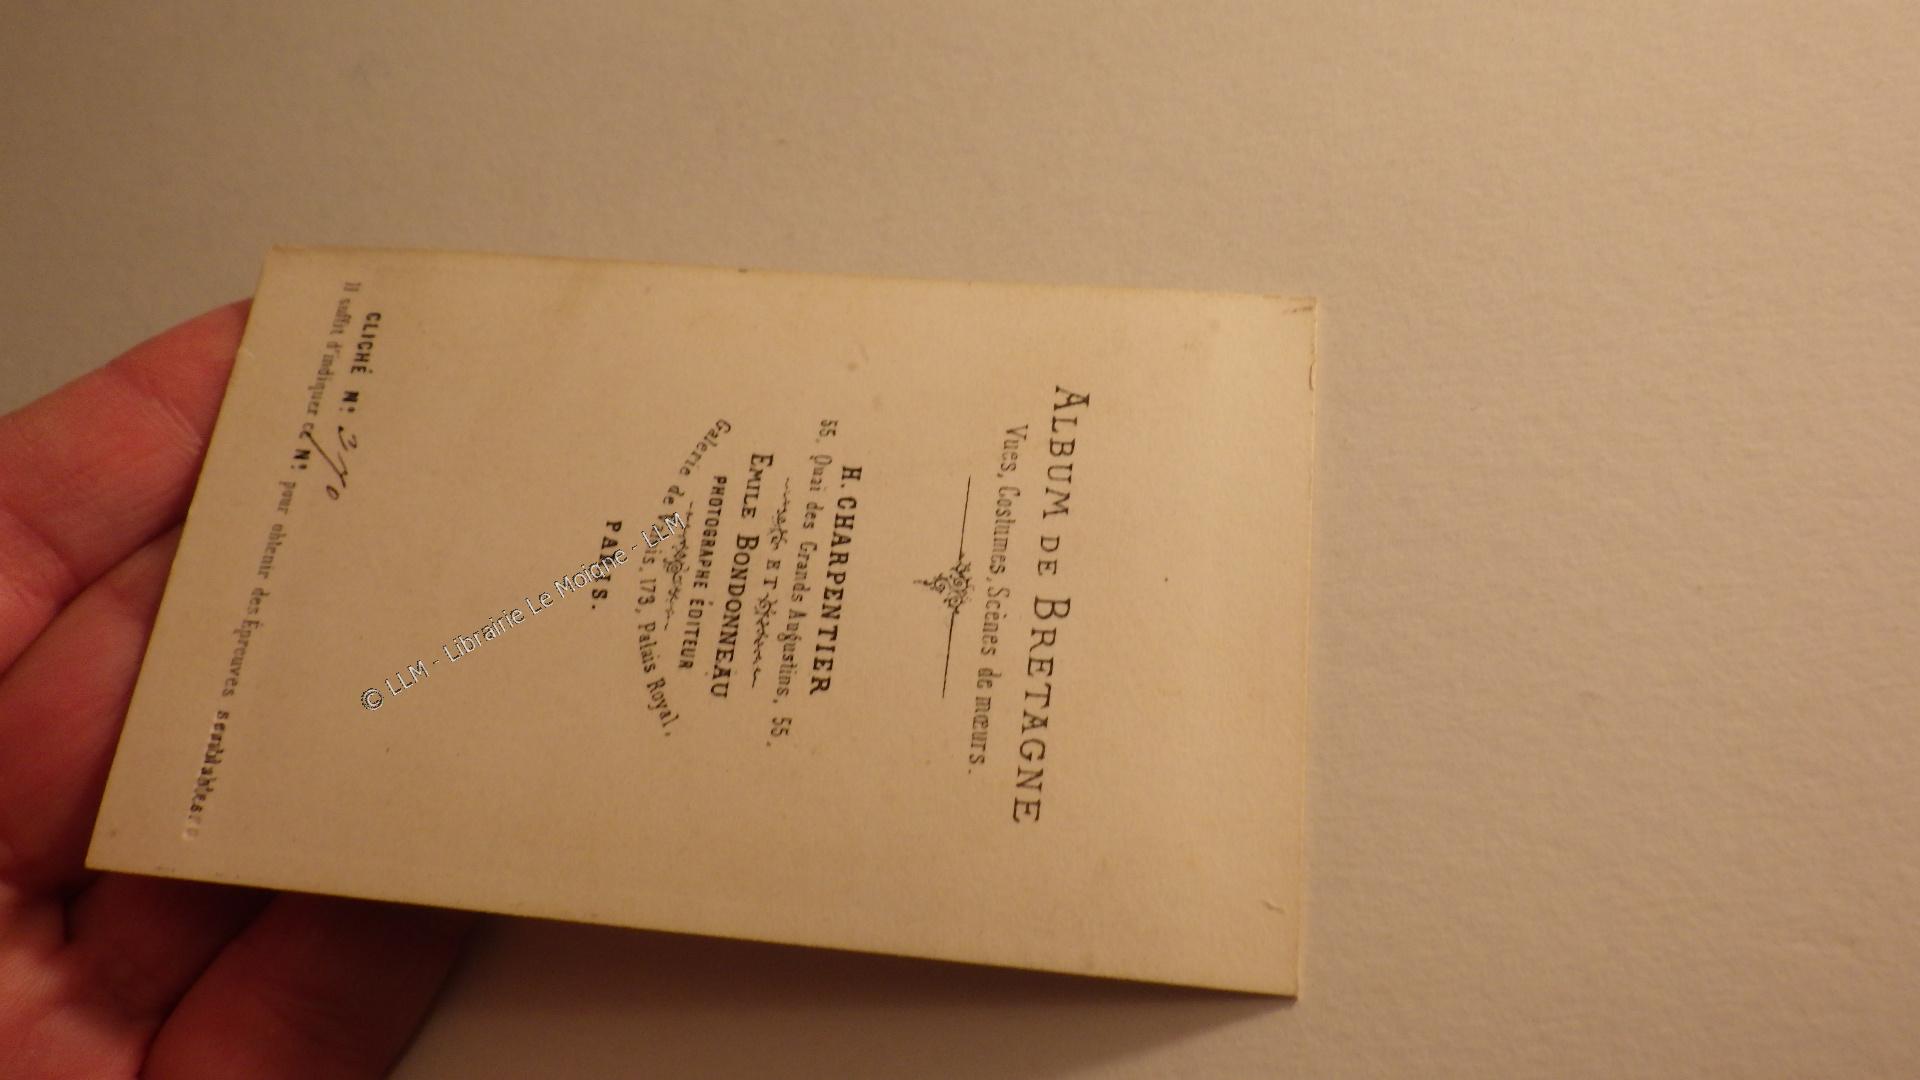 ALBUM DE BRETAGNE
Vues, Costumes, Scènes de mœurs.
H. CHARPENTIER
55, Quai des Grands Augustins, 55.
ET
EMILE BONDONNEAU
PHOTOGRAPHE ÉDITEUR
Galerie de Valois, 173, Palais Royal.
PARIS.
CLICHÉ N°
Il suffit d'indiquer ce N° pour obtenir des Épreuves semblables
© LLM - Librairie Le Moigne - LLM